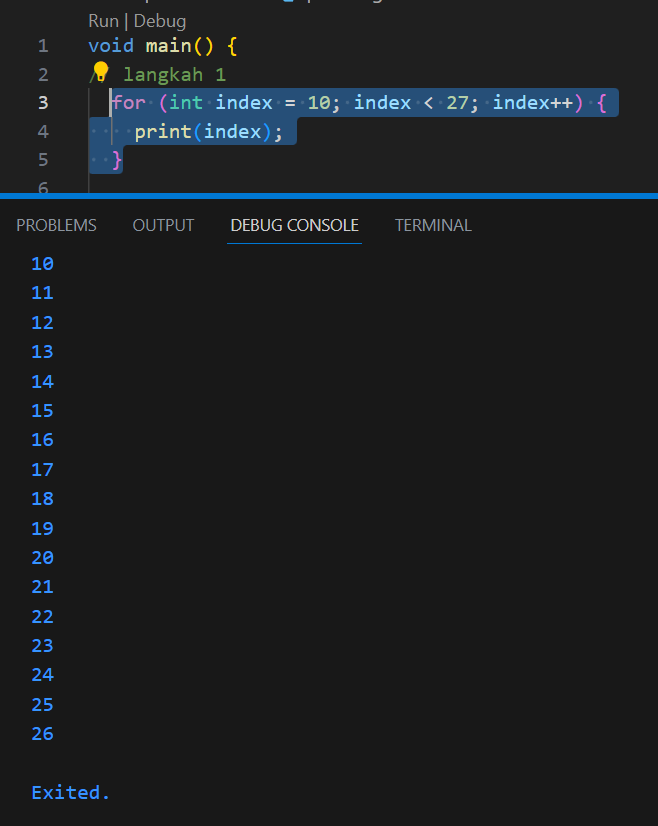 Run | Debug
1 void main() {
2 // langkah 1
3 for (int index = 10; index < 27; index++) {
4 print(index);
5 }
6
PROBLEMS OUTPUT DEBUG CONSOLE TERMINAL
10
11
12
13
14
15
16
17
18
19
20
21
22
23
24
25
26
Exited.